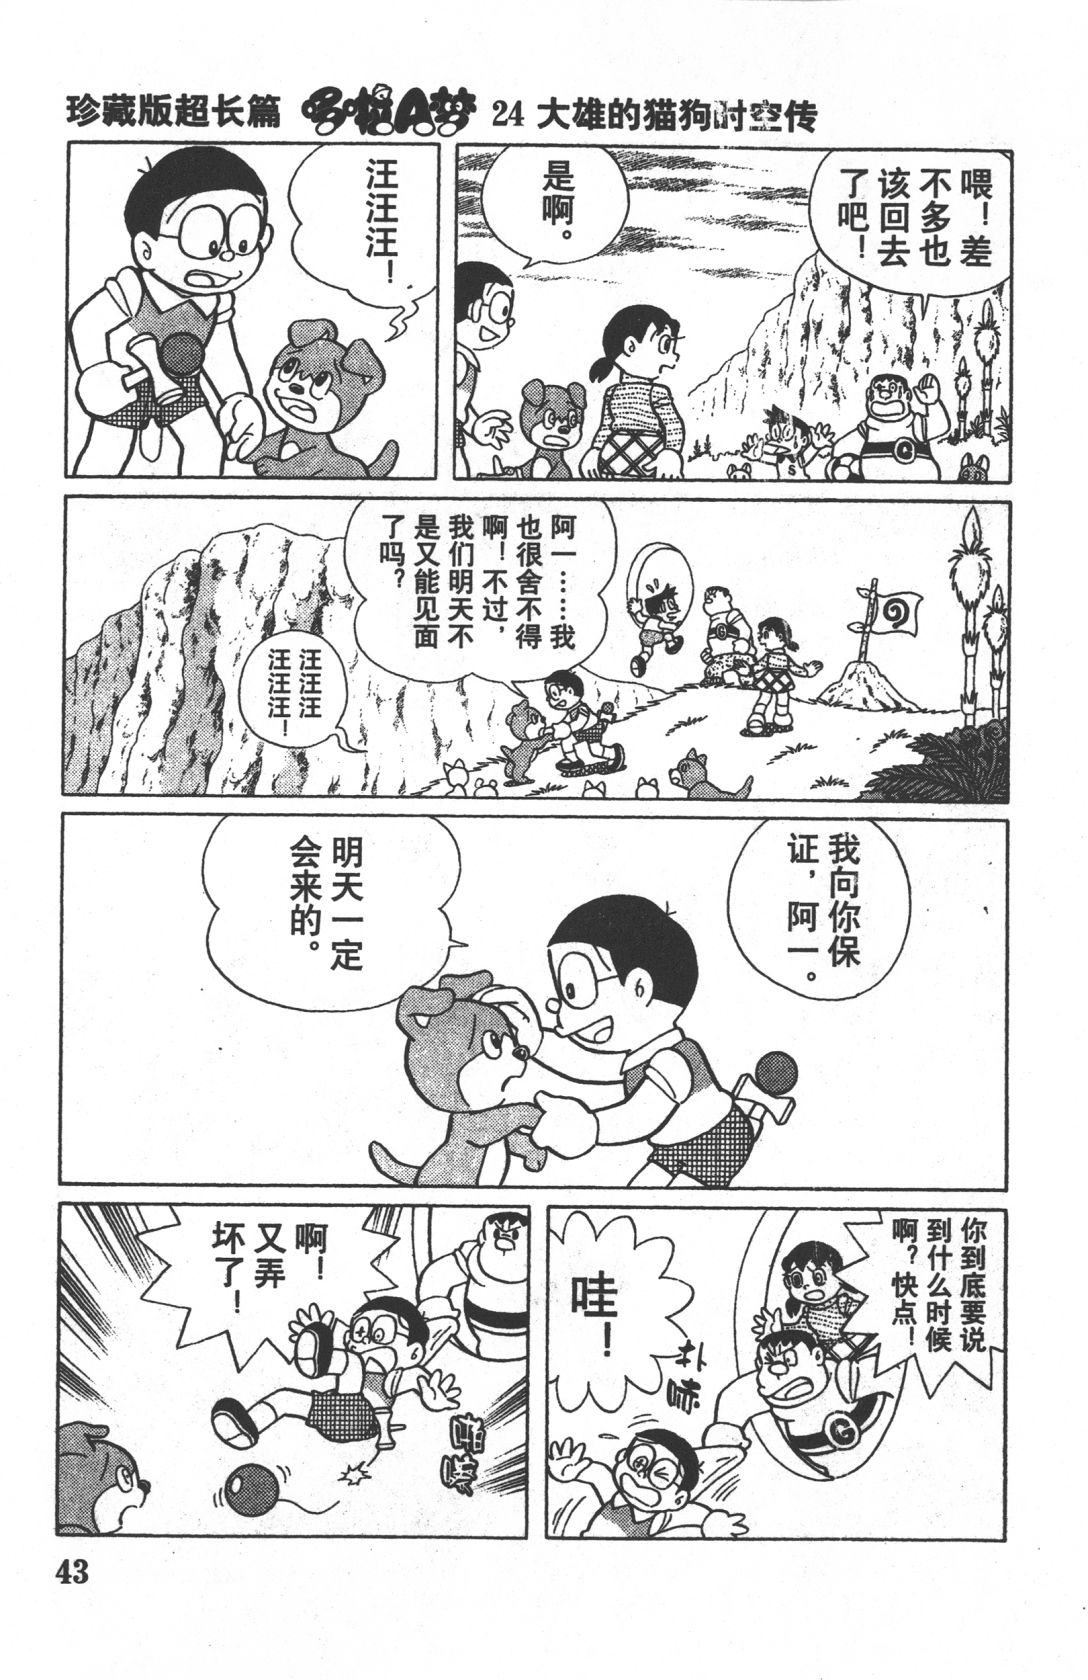 珍藏版超长篇 哆啦A梦 24 大雄的猫狗时空传
喂！差
不多也
该回去
了吧！
是啊。
汪汪汪！
阿一……我
也很舍不得
啊！不过，
我们明天不
是又能见面
了吗？
汪汪汪
汪汪汪！
我向你保
证，阿一。
明天一定
会来的。
你到底要说
到什么时候
啊？快点！
哇！
啊！
又弄
坏了！
G
S
43